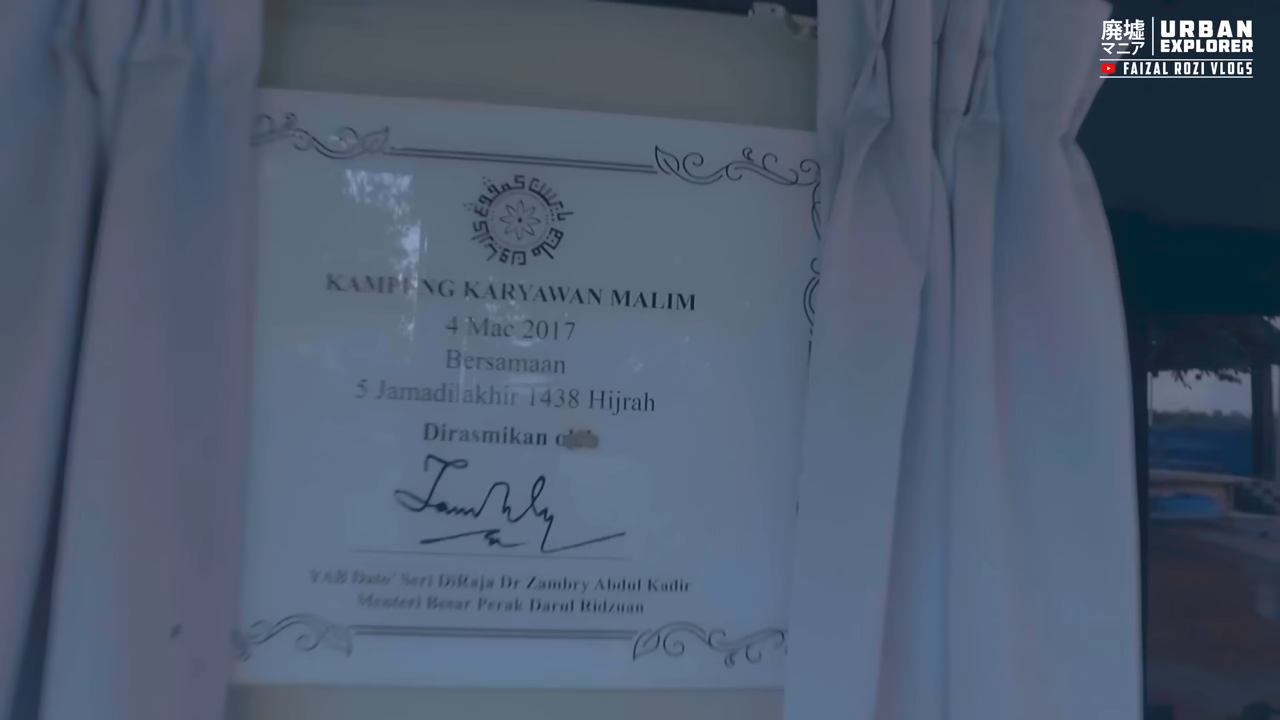 廃墟
マニア
URBAN
EXPLORER
FAIZAL ROZI VLOGS
KAMPUNG KARYAWAN MALIM
4 Mac 2017
Bersamaan
5 Jamadilakhir 1438 Hijrah
Dirasmikan oleh
YAB Dato' Seri DiRaja Dr Zambry Abdul Kadir
Menteri Besar Perak Darul Ridzuan